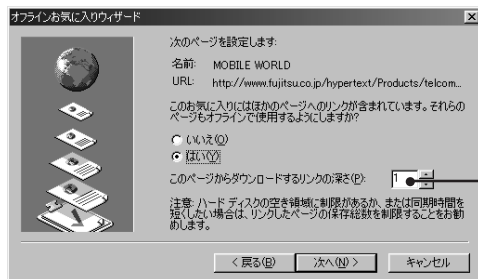 オフラインお気に入りウィザード
次のページを設定します:
名前: MOBILE WORLD
URL: http://www.fujitsu.co.jp/hypertext/Products/telcom...
このお気に入りにはほかのページへのリンクが含まれています。それらの
ページもオフラインで使用するようにしますか?
いいえ(O)
はい(Y)
このページからダウンロードするリンクの深さ(P): 1
注意: ハード ディスクの空き領域に制限があるか、または同期時間を
短くしたい場合は、リンクしたページの保存総数を制限することをお勧
めします。
< 戻る(B) 次へ(N) > キャンセル